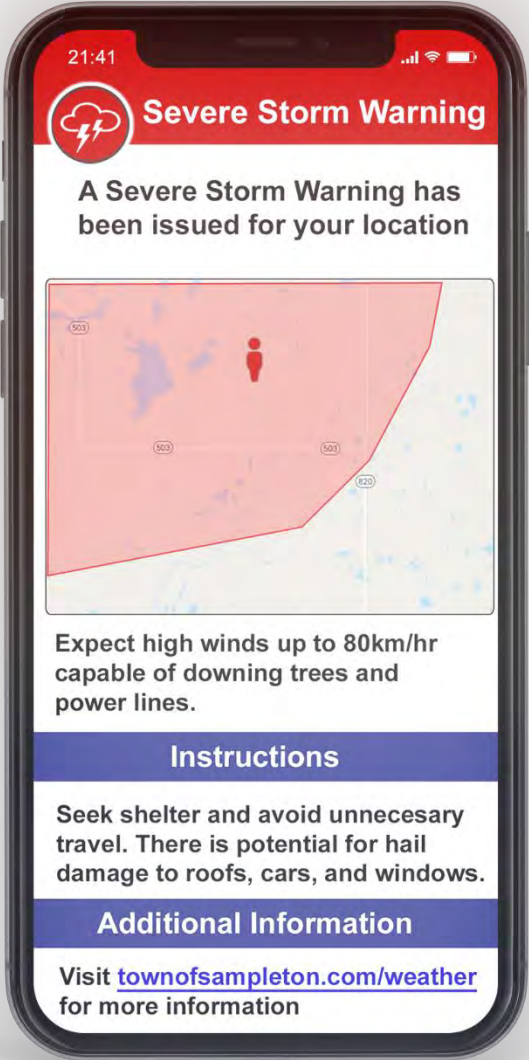 21:41
Severe Storm Warning
A Severe Storm Warning has
been issued for your location
503
503
503
820
Expect high winds up to 80km/hr
capable of downing trees and
power lines.
Instructions
Seek shelter and avoid unnecesary
travel. There is potential for hail
damage to roofs, cars, and windows.
Additional Information
Visit townofsampleton.com/weather
for more information